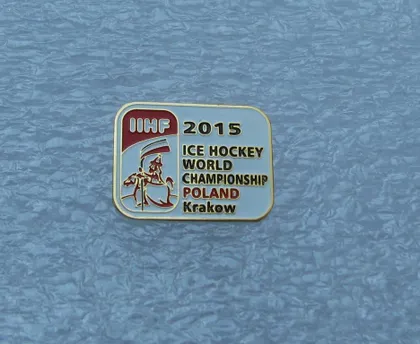 IIHF
2015
ICE HOCKEY
WORLD
CHAMPIONSHIP
POLAND
Krakow